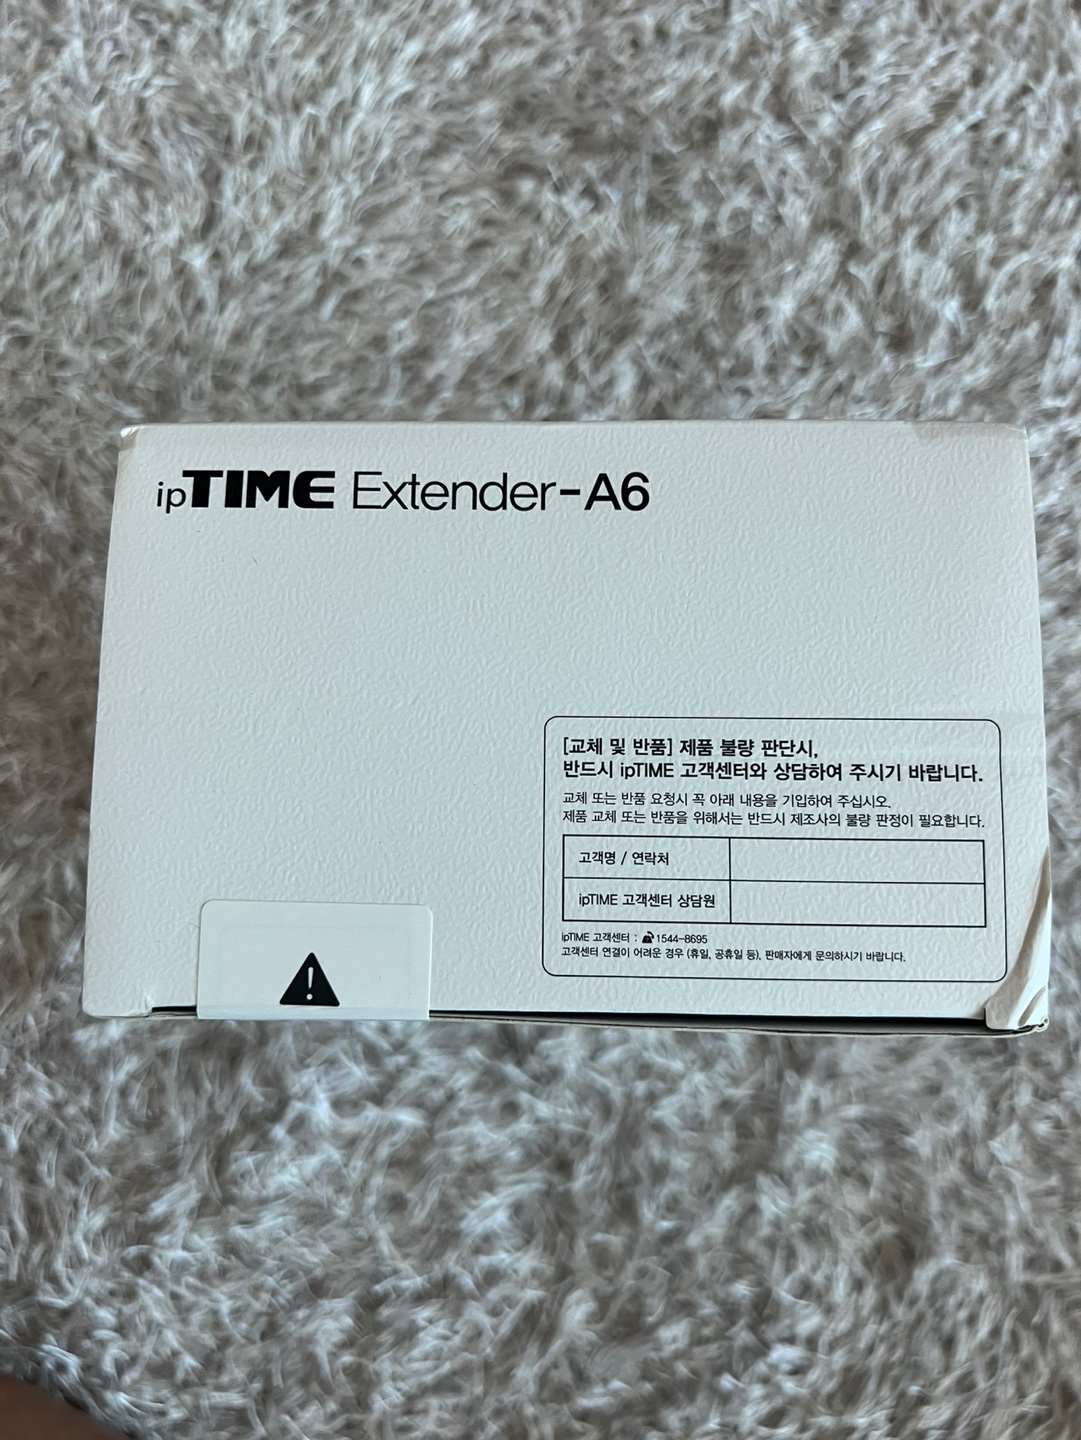 ipTIME Extender-A6
[교체 및 반품] 제품 불량 판단시,
반드시 ipTIME 고객센터와 상담하여 주시기 바랍니다.
교체 또는 반품 요청시 꼭 아래 내용을 기입하여 주십시오.
제품 교체 또는 반품을 위해서는 반드시 제조사의 불량 판정이 필요합니다.
고객명 / 연락처
ipTIME 고객센터 상담원
ipTIME 고객센터 : ☎ 1544-8695
고객센터 연결이 어려운 경우 (휴일, 공휴일 등), 판매자에게 문의하시기 바랍니다.